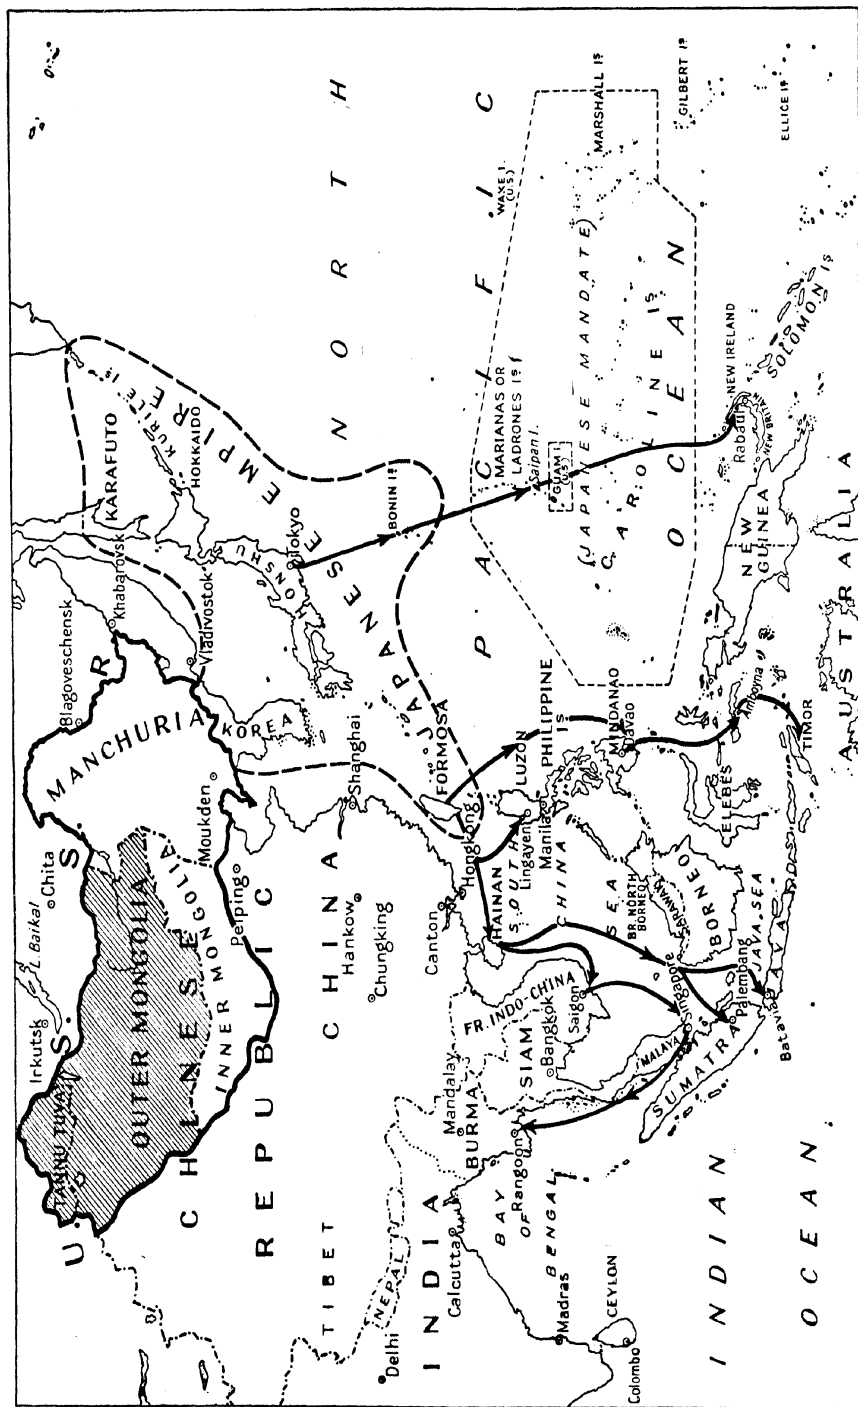 U. S. S. R.
TANNU TUVA
Irkutsk
L. Baikal
Chita
Blagoveschensk
Khabarovsk
KARAFUTO
KURILE Is
HOKKAIDO
Vladivostok
HONSHU
Tokyo
JAPANESE EMPIRE
MANCHURIA
KOREA
Moukden
OUTER MONGOLIA
INNER MONGOLIA
CHINESE
REPUBLIC
CHINA
Peiping
Shanghai
Hankow
Chungking
Canton
Hongkong
HAINAN
FORMOSA
TIBET
NEPAL
Delhi
INDIA
Calcutta
Madras
CEYLON
Colombo
BAY
OF
BENGAL
BURMA
Mandalay
Rangoon
SIAM
Bangkok
FR. INDO-CHINA
Saigon
MALAYA
Singapore
SUMATRA
Palembang
Batavia
JAVA
JAVA SEA
BORNEO
SARAWAK
BR. NORTH
BORNEO
SOUTH
CHINA
SEA
LUZON
Lingayen
Manila
PHILIPPINE
IS
MINDANAO
Davao
CELEBES
Amboyna
TIMOR
NORTH
PACIFIC
OCEAN
BONIN Is
MARIANAS OR
LADRONES Is
Saipan I.
GUAM I.
(U.S)
WAKE I.
(U.S.)
(JAPANESE MANDATE)
CAROLINE Is
MARSHALL Is
GILBERT Is
ELLICE Is
NEW
GUINEA
NEW BRITAIN
Rabaul
NEW IRELAND
SOLOMON Is
AUSTRALIA
INDIAN
OCEAN